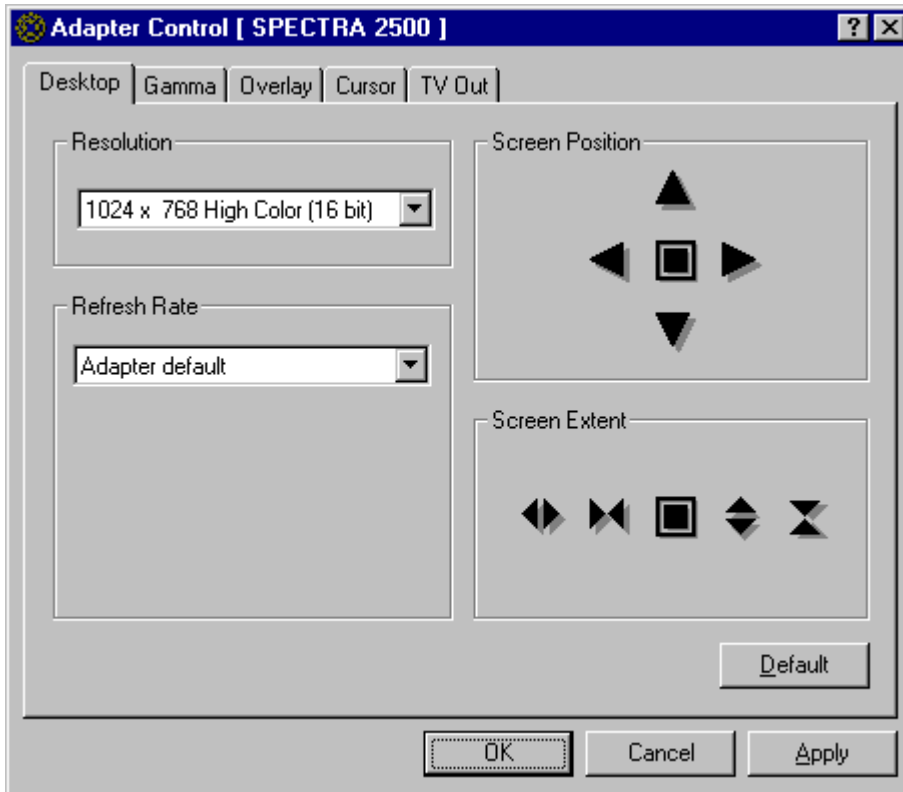 Adapter Control [ SPECTRA 2500 ]
Desktop Gamma Overlay Cursor TV Out
Resolution
1024 x  768 High Color (16 bit)
Refresh Rate
Adapter default
Screen Position
Screen Extent
Default
OK Cancel Apply